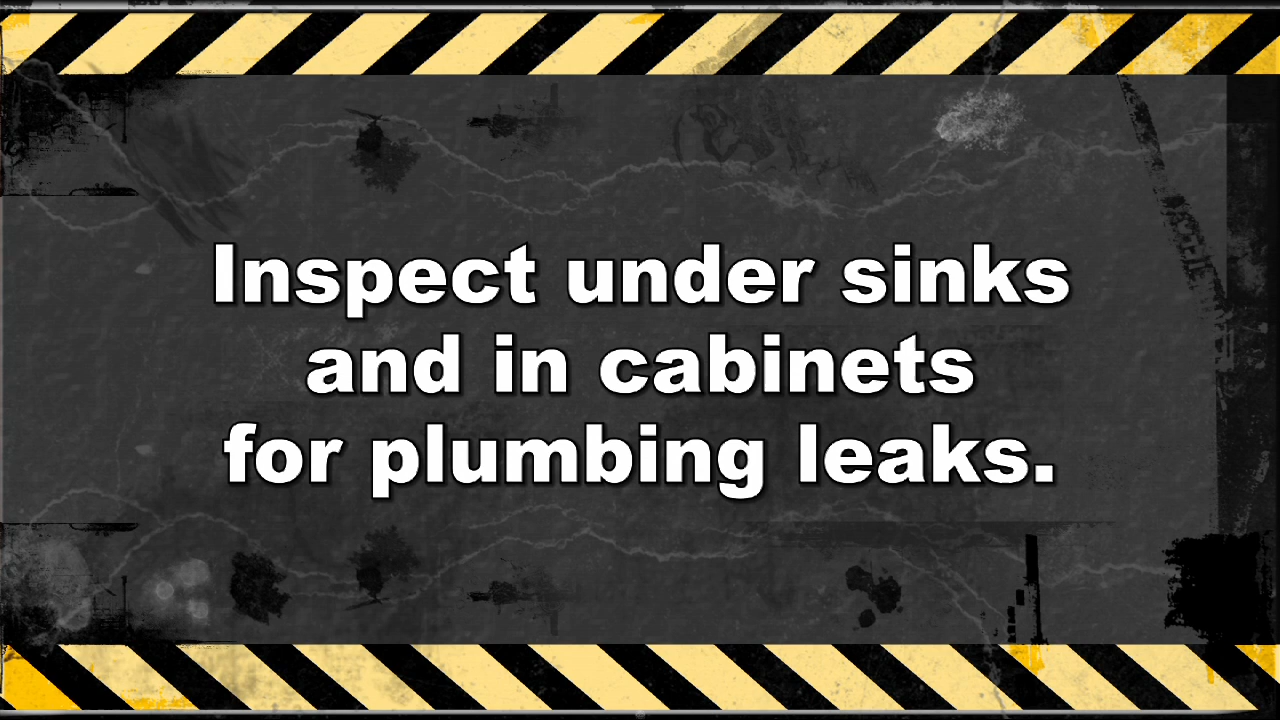 Inspect under sinks
and in cabinets
for plumbing leaks.